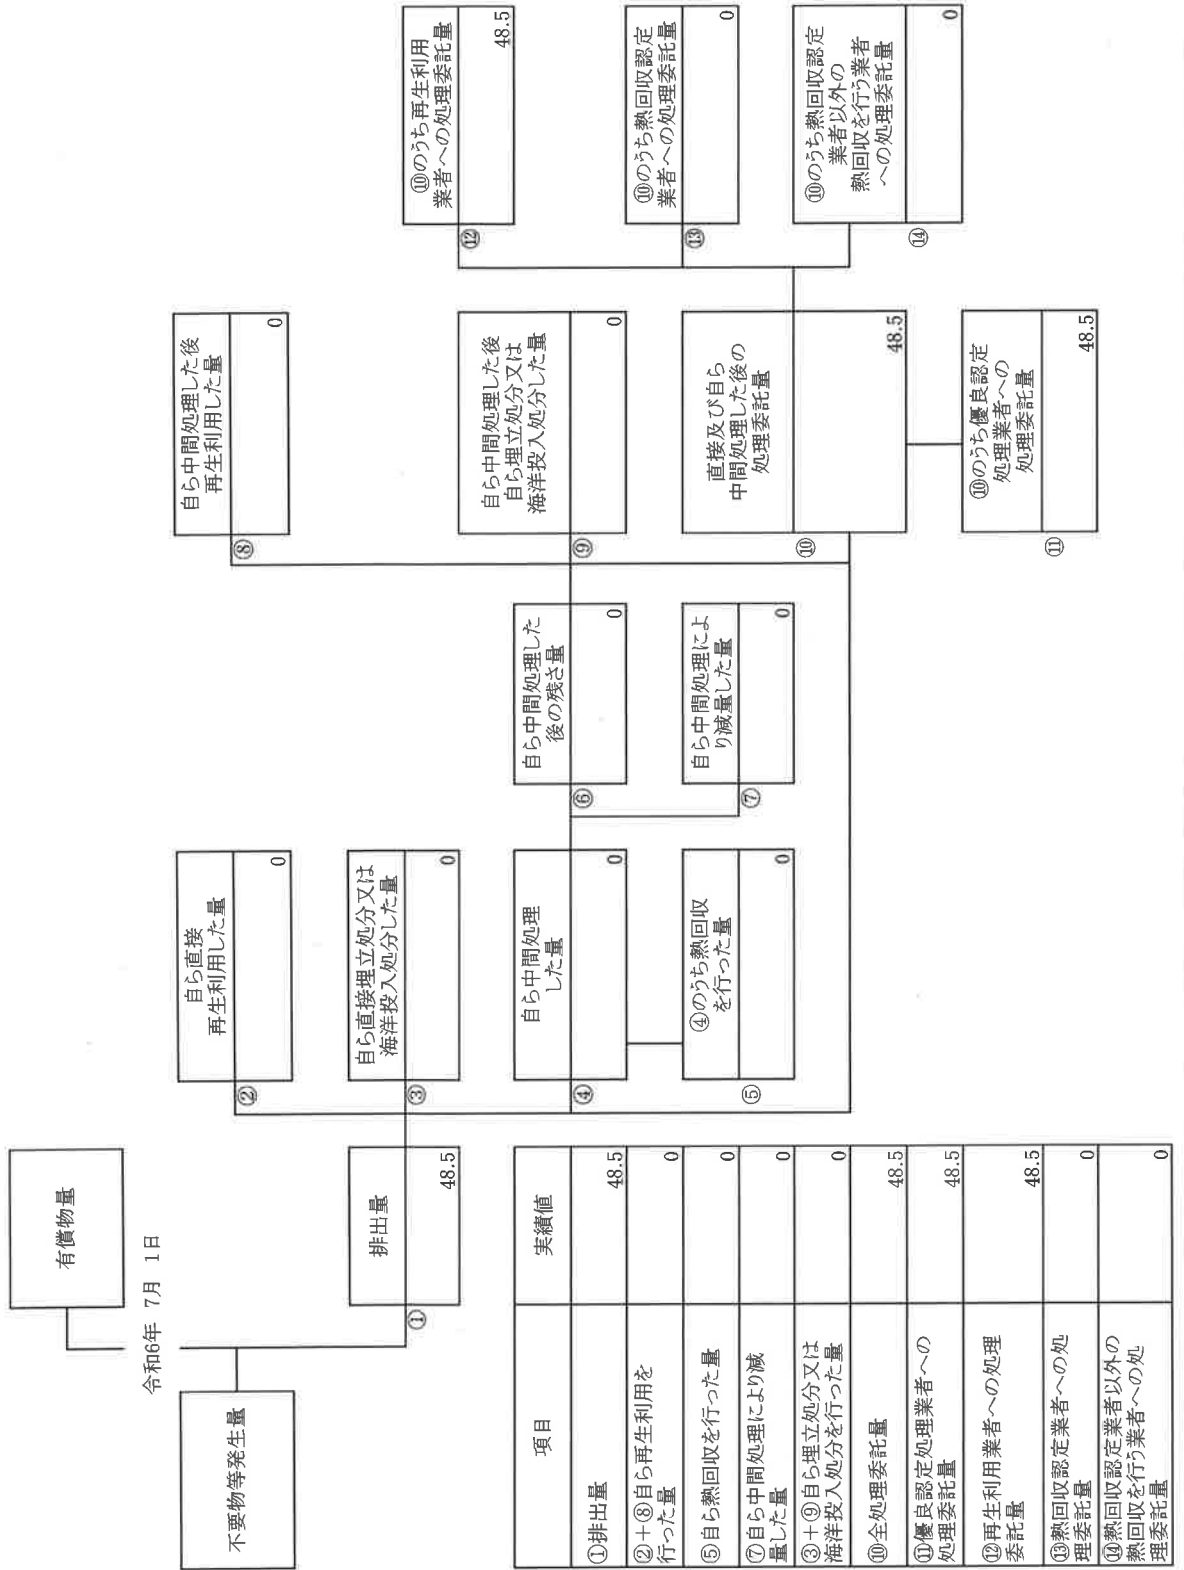 有償物量
令和6年 7月 1日
不要物等発生量
排出量
①
48.5
自ら直接
再生利用した量
②
0
自ら直接埋立処分又は
海洋投入処分した量
③
0
自ら中間処理
した量
④
0
④のうち熱回収
を行った量
⑤
0
自ら中間処理した
後の残さ量
⑥
0
自ら中間処理によ
り減量した量
⑦
0
自ら中間処理した後
再生利用した量
⑧
0
自ら中間処理した後
自ら埋立処分又は
海洋投入処分した量
⑨
0
直接及び自ら
中間処理した後の
処理委託量
⑩
48.5
⑩のうち優良認定
処理業者への
処理委託量
⑪
48.5
⑩のうち再生利用
業者への処理委託量
⑫
48.5
⑩のうち熱回収認定
業者への処理委託量
⑬
0
⑩のうち熱回収認定
業者以外の
熱回収を行う業者
への処理委託量
⑭
0
項目 実績値
①排出量 48.5
②+⑧自ら再生利用を
行った量 0
⑤自ら熱回収を行った量 0
⑦自ら中間処理により減
量した量 0
③+⑨自ら埋立処分又は
海洋投入処分を行った量 0
⑩全処理委託量 48.5
⑪優良認定処理業者への
処理委託量 48.5
⑫再生利用業者への処理
委託量 48.5
⑬熱回収認定業者への処
理委託量 0
⑭熱回収認定業者以外の
熱回収を行う業者への処
理委託量 0